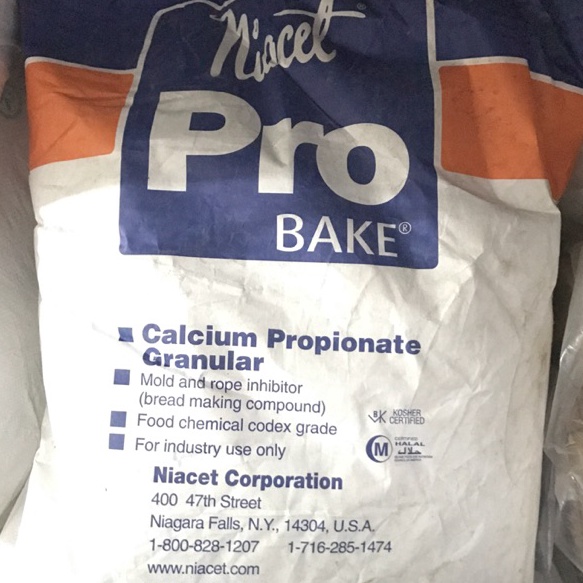 Niacet
Pro
BAKE®
Calcium Propionate
Granular
Mold and rope inhibitor
(bread making compound)
Food chemical codex grade
For industry use only
BK KOSHER
CERTIFIED
M HALAL
حلال
Niacet Corporation
400 47th Street
Niagara Falls, N.Y., 14304, U.S.A.
1-800-828-1207 1-716-285-1474
www.niacet.com